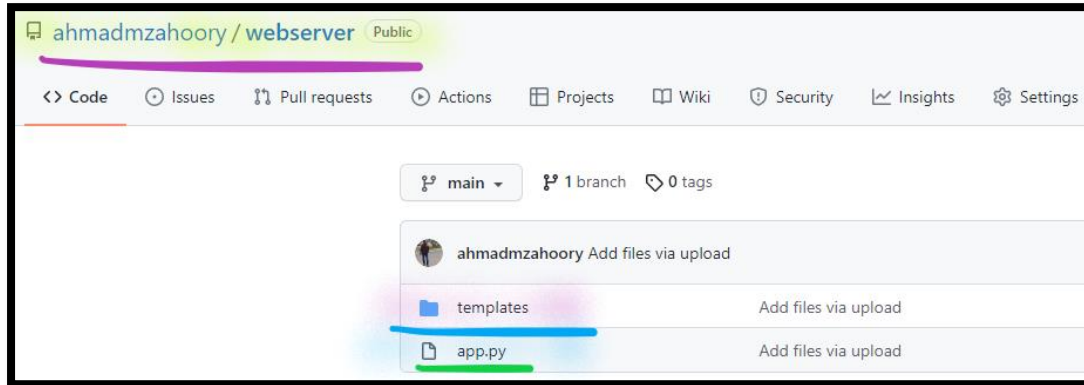 ahmadmzahoory / webserver Public
<> Code Issues Pull requests Actions Projects Wiki Security Insights Settings
main 1 branch 0 tags
ahmadmzahoory Add files via upload
templates Add files via upload
app.py Add files via upload